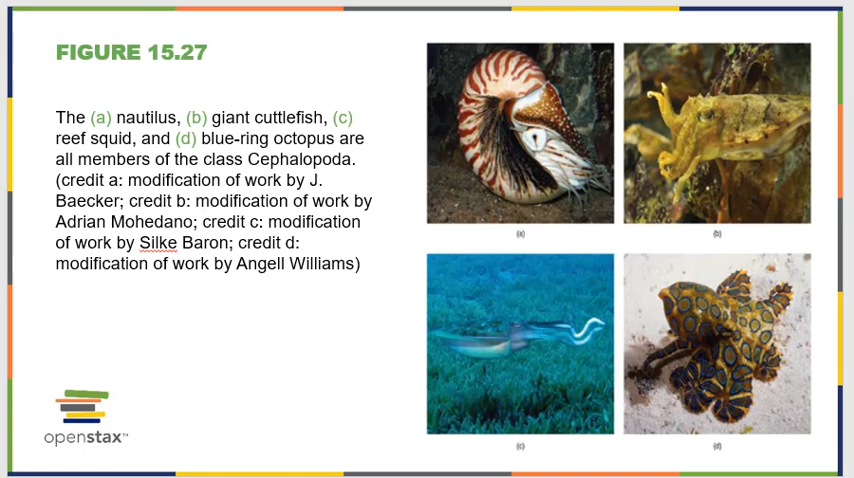 FIGURE 15.27
The (a) nautilus, (b) giant cuttlefish, (c)
reef squid, and (d) blue-ring octopus are
all members of the class Cephalopoda.
(credit a: modification of work by J.
Baecker; credit b: modification of work by
Adrian Mohedano; credit c: modification
of work by Silke Baron; credit d:
modification of work by Angell Williams)
(a)
(b)
(c)
(d)
openstax™